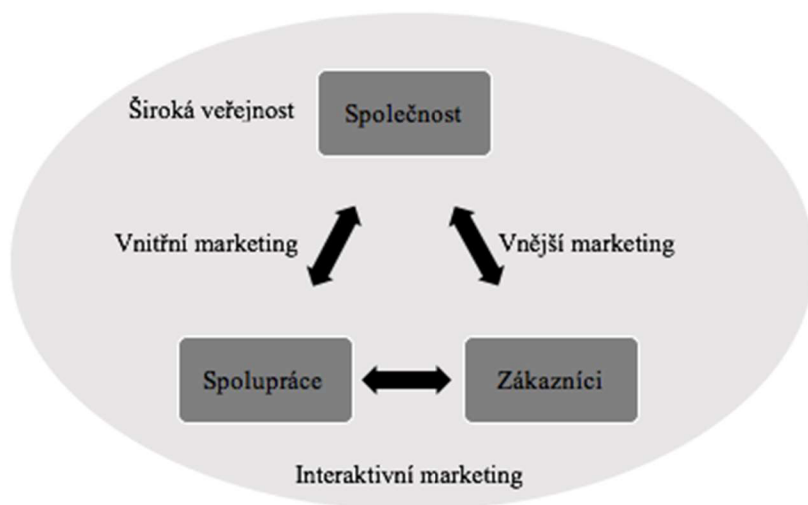 Široká veřejnost
Společnost
Vnitřní marketing
Vnější marketing
Spolupráce
Zákazníci
Interaktivní marketing